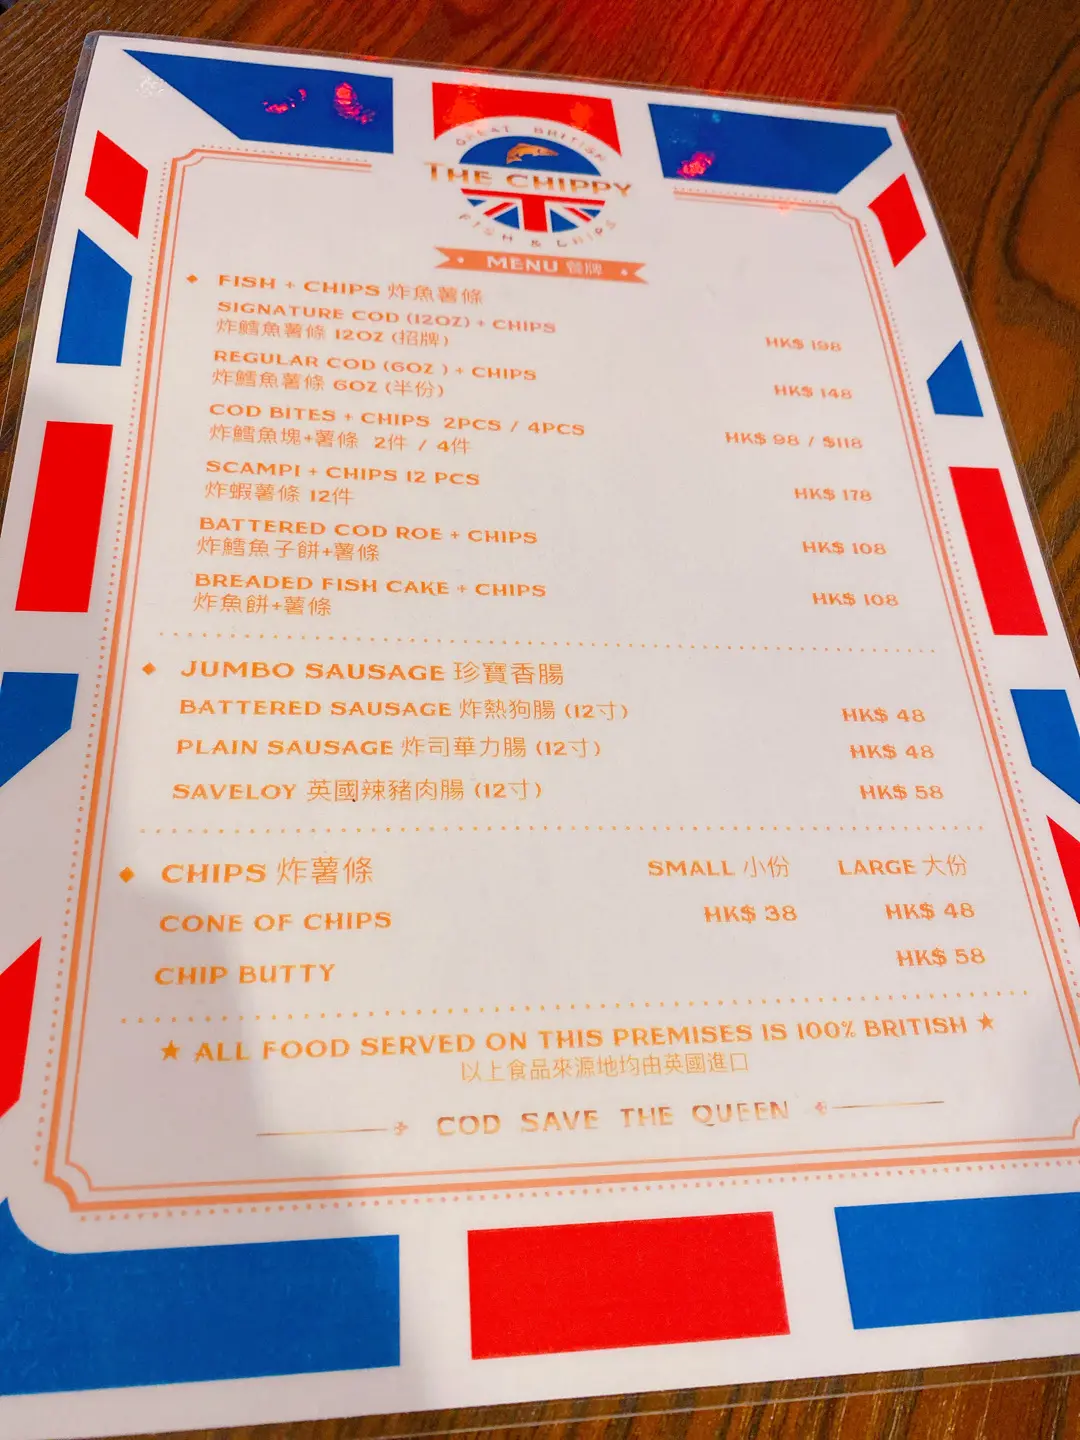 GREAT BRITISH
THE CHIPPY
FISH & CHIPS
MENU 餐牌
FISH + CHIPS 炸魚薯條
SIGNATURE COD (12OZ) + CHIPS
炸鱈魚薯條 12OZ (招牌) HK$ 198
REGULAR COD (6OZ ) + CHIPS
炸鱈魚薯條 6OZ (半份) HK$ 148
COD BITES + CHIPS 2PCS / 4PCS
炸鱈魚塊+薯條 2件 / 4件 HK$ 98 / $118
SCAMPI + CHIPS 12 PCS
炸蝦薯條 12件 HK$ 178
BATTERED COD ROE + CHIPS
炸鱈魚子餅+薯條 HK$ 108
BREADED FISH CAKE + CHIPS
炸魚餅+薯條 HK$ 108
JUMBO SAUSAGE 珍寶香腸
BATTERED SAUSAGE 炸熱狗腸 (12寸) HK$ 48
PLAIN SAUSAGE 炸司華力腸 (12寸) HK$ 48
SAVELOY 英國辣豬肉腸 (12寸) HK$ 58
CHIPS 炸薯條 SMALL 小份 LARGE 大份
CONE OF CHIPS HK$ 38 HK$ 48
CHIP BUTTY HK$ 58
★ ALL FOOD SERVED ON THIS PREMISES IS 100% BRITISH ★
以上食品來源地均由英國進口
COD SAVE THE QUEEN